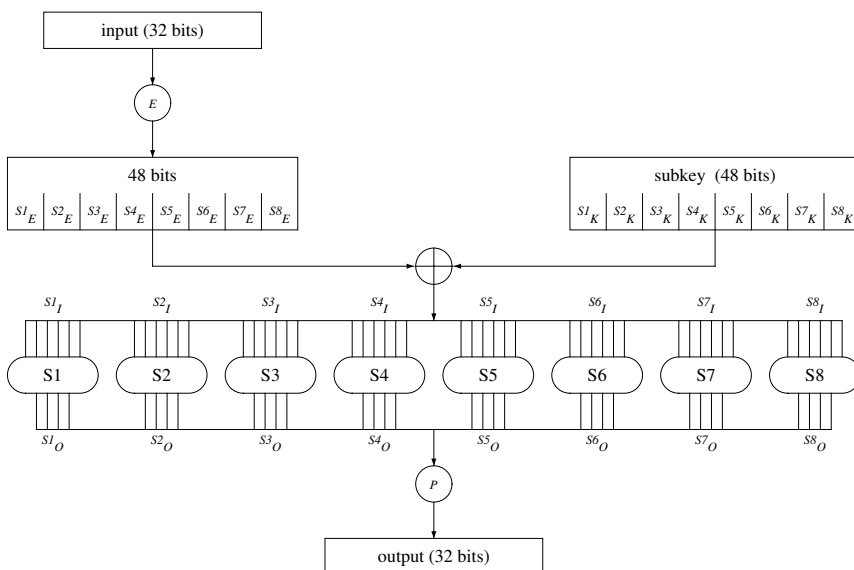 input (32 bits)
E
48 bits
subkey (48 bits)
S1E S2E S3E S4E S5E S6E S7E S8E
S1K S2K S3K S4K S5K S6K S7K S8K
S1I S2I S3I S4I S5I S6I S7I S8I
S1 S2 S3 S4 S5 S6 S7 S8
S1O S2O S3O S4O S5O S6O S7O S8O
P
output (32 bits)